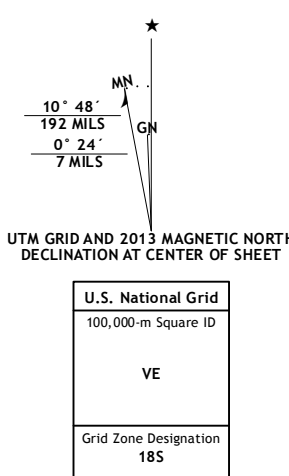 ★
MN
10° 48´
192 MILS
GN
0° 24´
7 MILS
UTM GRID AND 2013 MAGNETIC NORTH
DECLINATION AT CENTER OF SHEET
U.S. National Grid
100,000-m Square ID
VE
Grid Zone Designation
18S